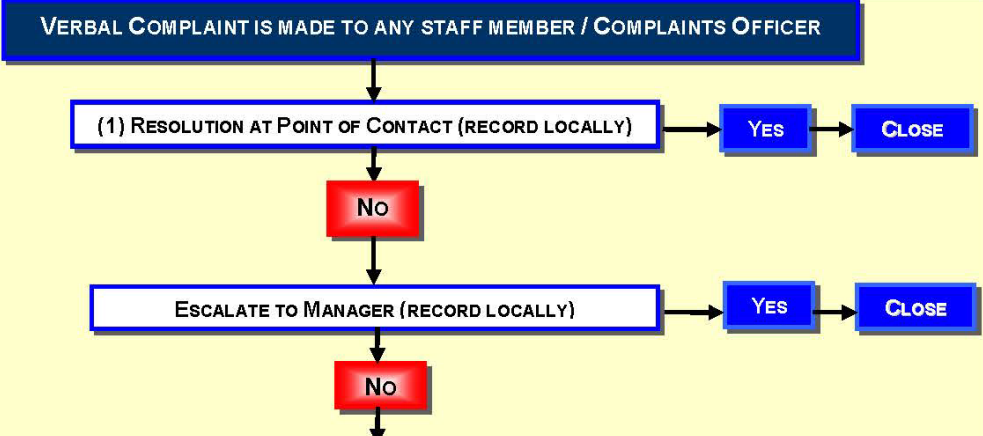 VERBAL COMPLAINT IS MADE TO ANY STAFF MEMBER / COMPLAINTS OFFICER
(1) RESOLUTION AT POINT OF CONTACT (RECORD LOCALLY)
YES
CLOSE
NO
ESCALATE TO MANAGER (RECORD LOCALLY)
YES
CLOSE
NO